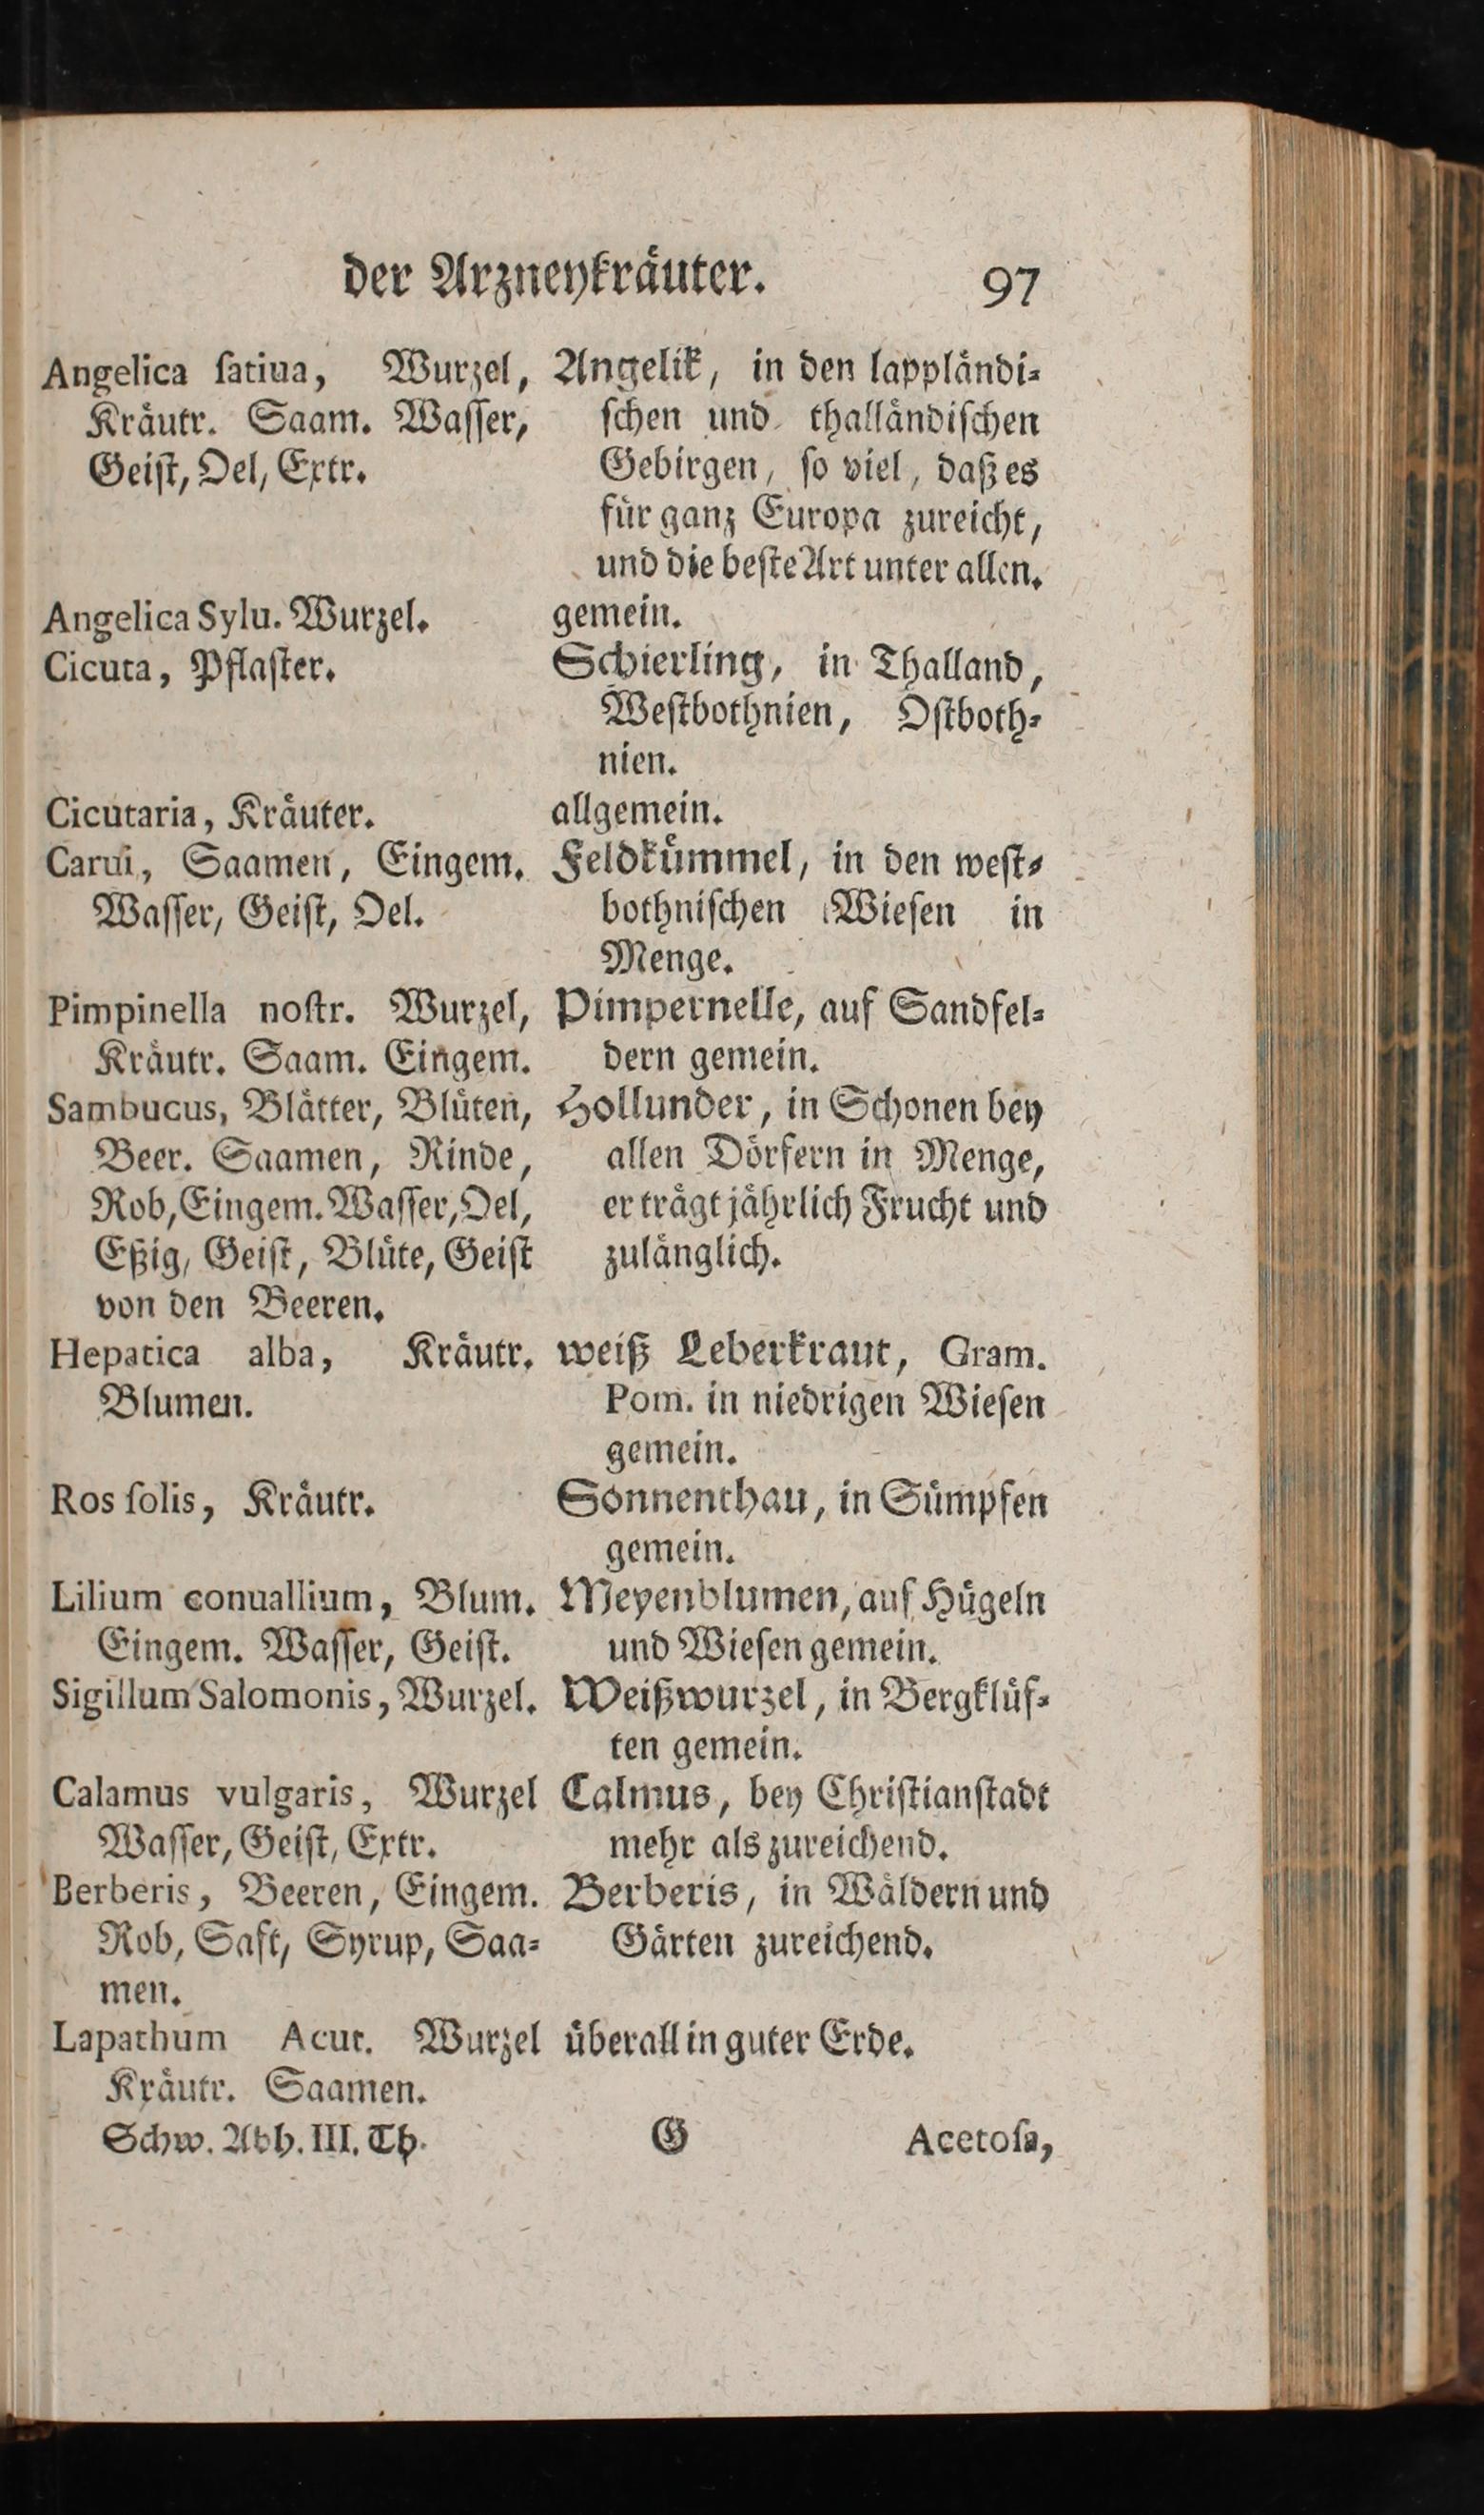 der Arzneykräuter. 97
Angelica ſatiua, Wurzel,
Kräutr. Saam. Waſſer,
Geiſt, Oel, Extr.
Angelik, in den lappländi-
ſchen und thalländiſchen
Gebirgen, ſo viel, daß es
für ganz Europa zureicht,
und die beſte Art unter allen.
Angelica Sylu. Wurzel.
gemein.
Cicuta, Pflaſter.
Schierling, in Thalland,
Weſtbothnien, Oſtboth-
nien.
Cicutaria, Kräuter.
allgemein.
Carui, Saamen, Eingem.
Waſſer, Geiſt, Oel.
Feldkümmel, in den weſt-
bothniſchen Wieſen in
Menge.
Pimpinella noſtr. Wurzel,
Kräutr. Saam. Eingem.
Pimpernelle, auf Sandfel-
dern gemein.
Sambucus, Blätter, Blüten,
Beer. Saamen, Rinde,
Rob, Eingem. Waſſer, Oel,
Eßig, Geiſt, Blüte, Geiſt
von den Beeren.
Hollunder, in Schonen bey
allen Dörfern in Menge,
er trägt jährlich Frucht und
zulänglich.
Hepatica alba, Kräutr.
Blumen.
weiß Leberkraut, Gram.
Pom. in niedrigen Wieſen
gemein.
Ros ſolis, Kräutr.
Sonnenthau, in Sümpfen
gemein.
Lilium conuallium, Blum.
Eingem. Waſſer, Geiſt.
Meyenblumen, auf Hügeln
und Wieſen gemein.
Sigillum Salomonis, Wurzel.
Weißwurzel, in Bergklüf-
ten gemein.
Calamus vulgaris, Wurzel
Waſſer, Geiſt, Extr.
Calmus, bey Chriſtianſtadt
mehr als zureichend.
Berberis, Beeren, Eingem.
Rob, Saft, Syrup, Saa-
men.
Berberis, in Wäldern und
Gärten zureichend.
Lapathum Acut. Wurzel
Kräutr. Saamen.
überall in guter Erde.
Schw. Abh. III. Th. G Acetoſa,